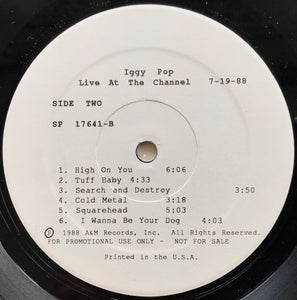 Iggy Pop
Live At The Channel 7-19-88
SIDE TWO
SP 17641-B
1. High On You 6:06
2. Tuff Baby 4:33
3. Search and Destroy 3:50
4. Cold Metal 3:18
5. Squarehead 5:03
6. I Wanna Be Your Dog 4:03
Ⓟ 1988 A&M Records, Inc. All Rights Reserved.
FOR PROMOTIONAL USE ONLY - NOT FOR SALE
Printed in the U.S.A.